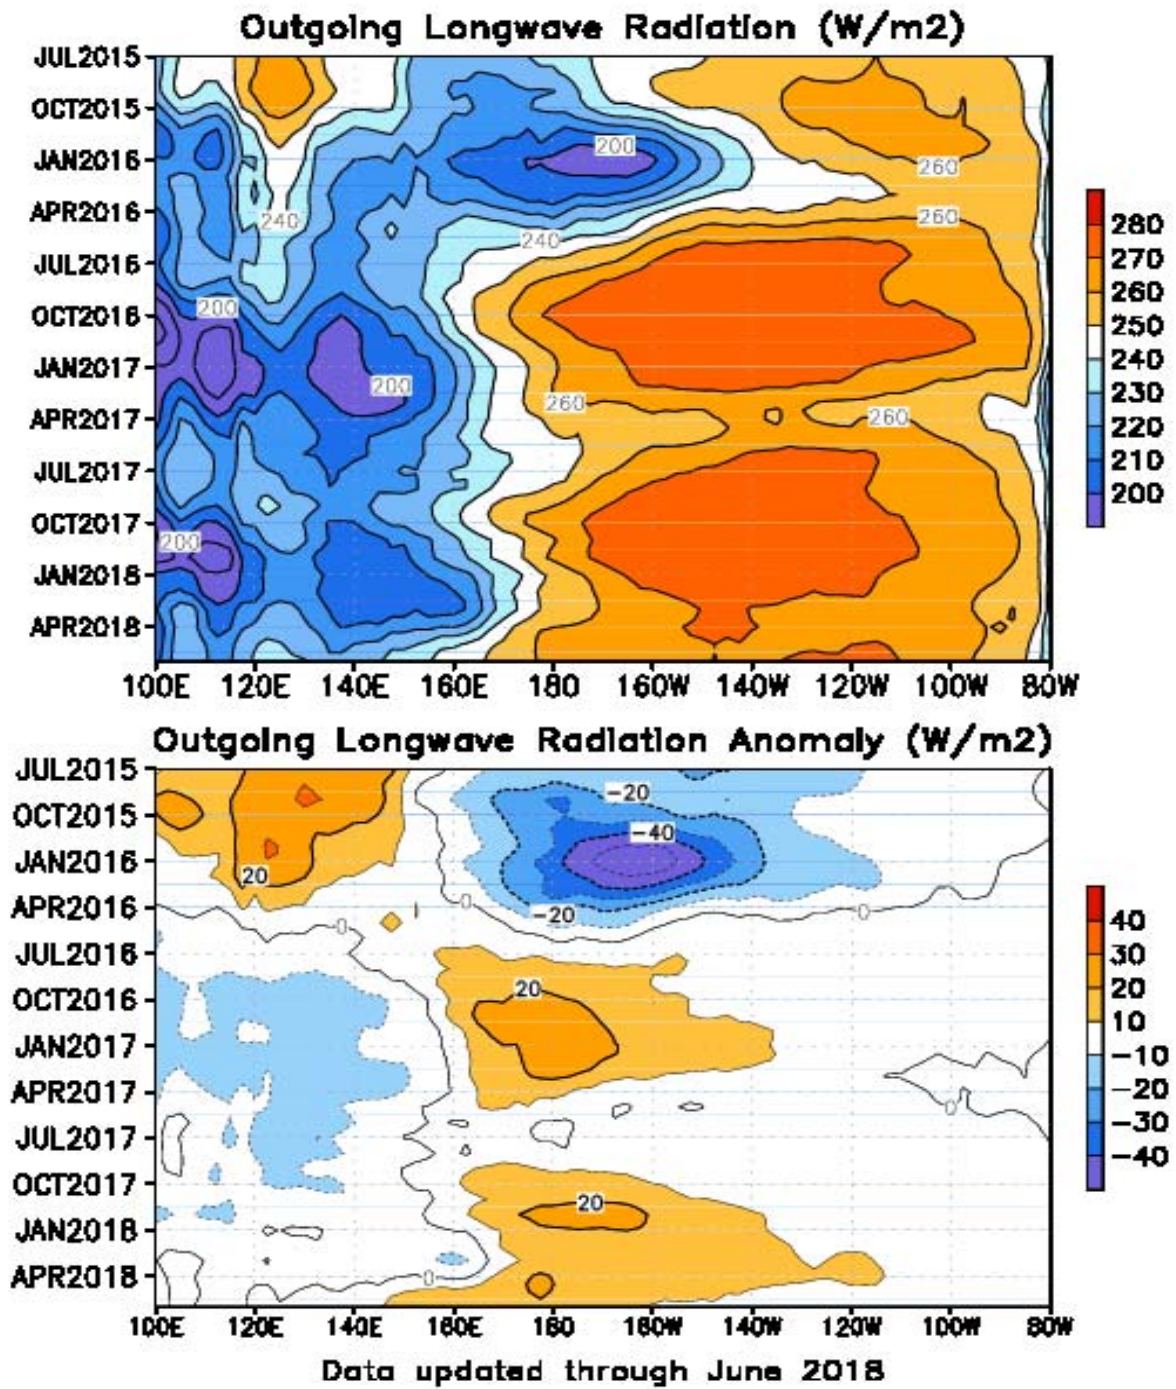 Outgoing Longwave Radiation (W/m2)
JUL2015
OCT2015
JAN2016
APR2016
JUL2016
OCT2016
JAN2017
APR2017
JUL2017
OCT2017
JAN2018
APR2018
200
260
240
260
240
200
200
260
260
200
280
270
260
250
240
230
220
210
200
100E 120E 140E 160E 180 160W 140W 120W 100W 80W
Outgoing Longwave Radiation Anomaly (W/m2)
JUL2015
OCT2015
JAN2016
APR2016
JUL2016
OCT2016
JAN2017
APR2017
JUL2017
OCT2017
JAN2018
APR2018
-20
-40
20
0
-20
0
0
20
0
20
0
40
30
20
10
-10
-20
-30
-40
100E 120E 140E 160E 180 160W 140W 120W 100W 80W
Data updated through June 2018